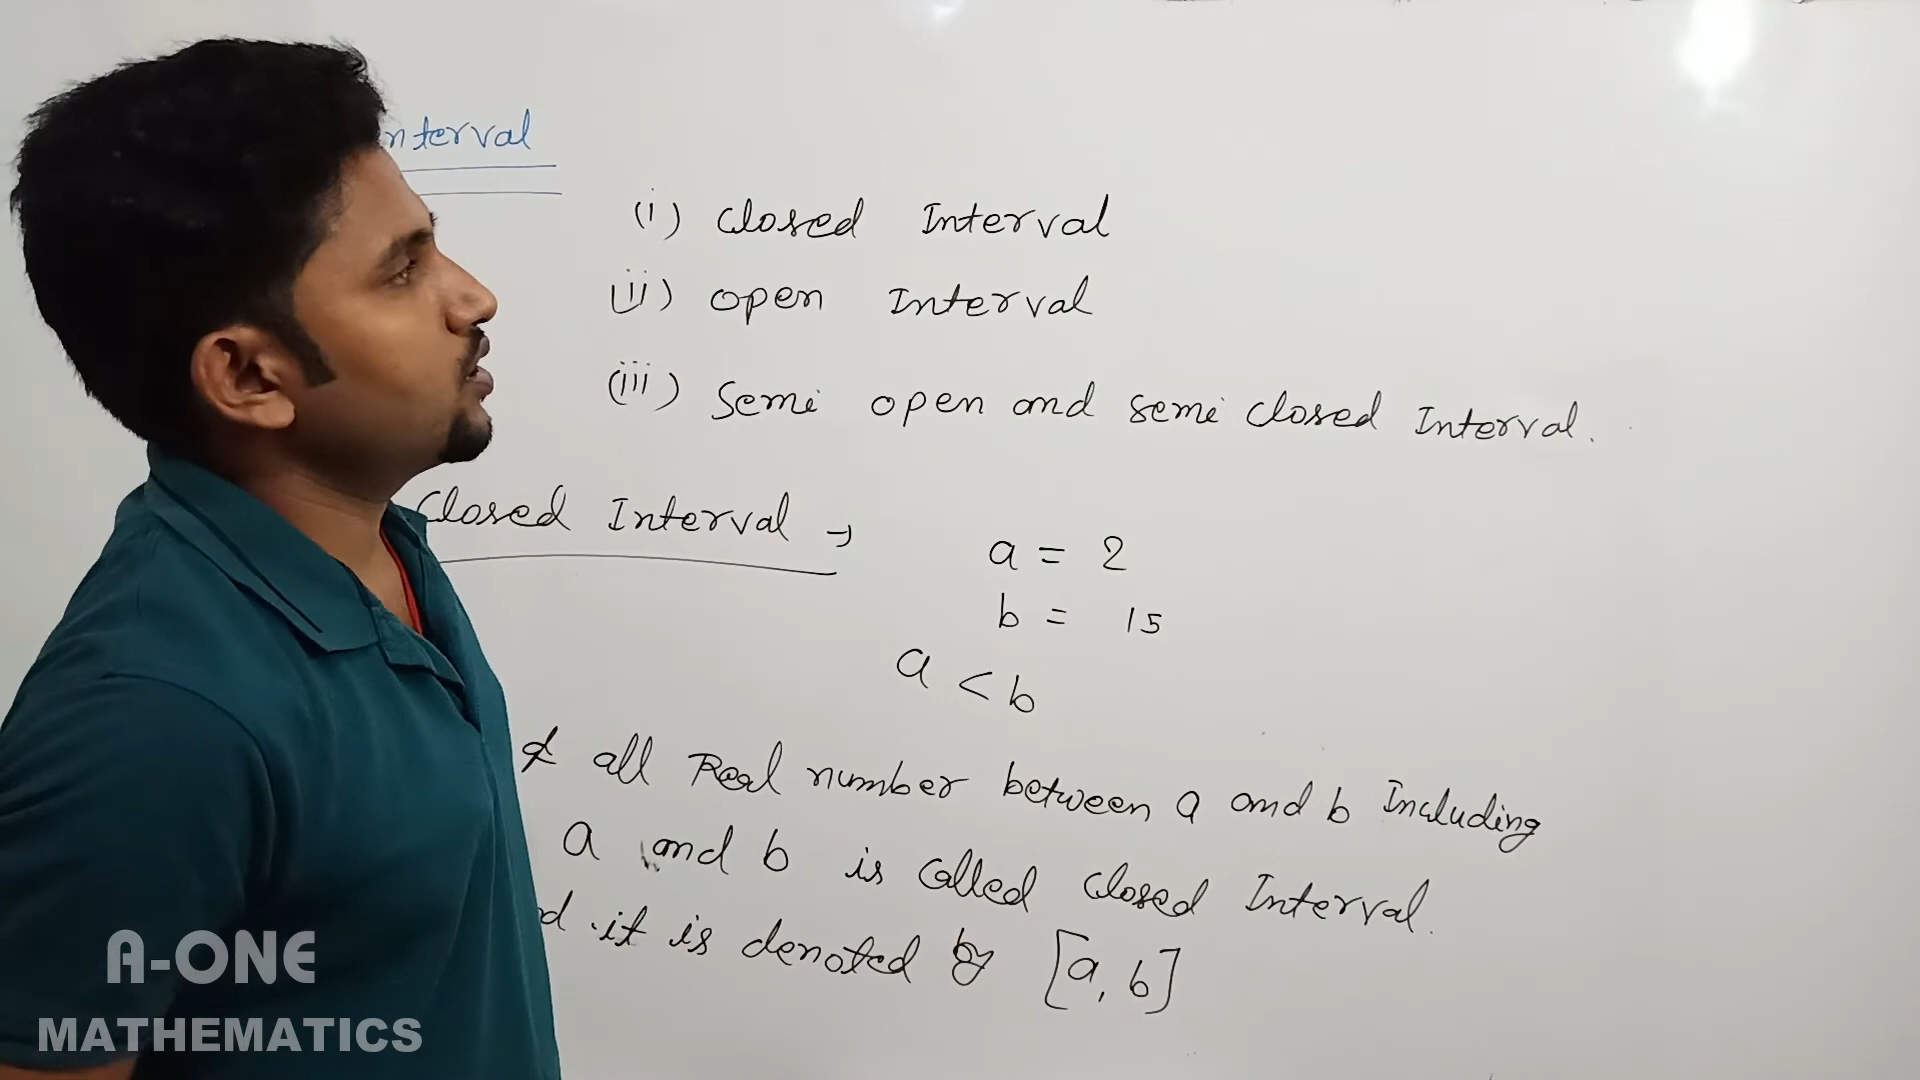 nterval
(i) Closed Interval
(ii) open Interval
(iii) Semi open and semi closed Interval.
Closed Interval →
a = 2
b = 15
a < b
all Real number between a and b Including
a and b is called closed Interval.
d it is denoted by [a, b]
A-ONE
MATHEMATICS